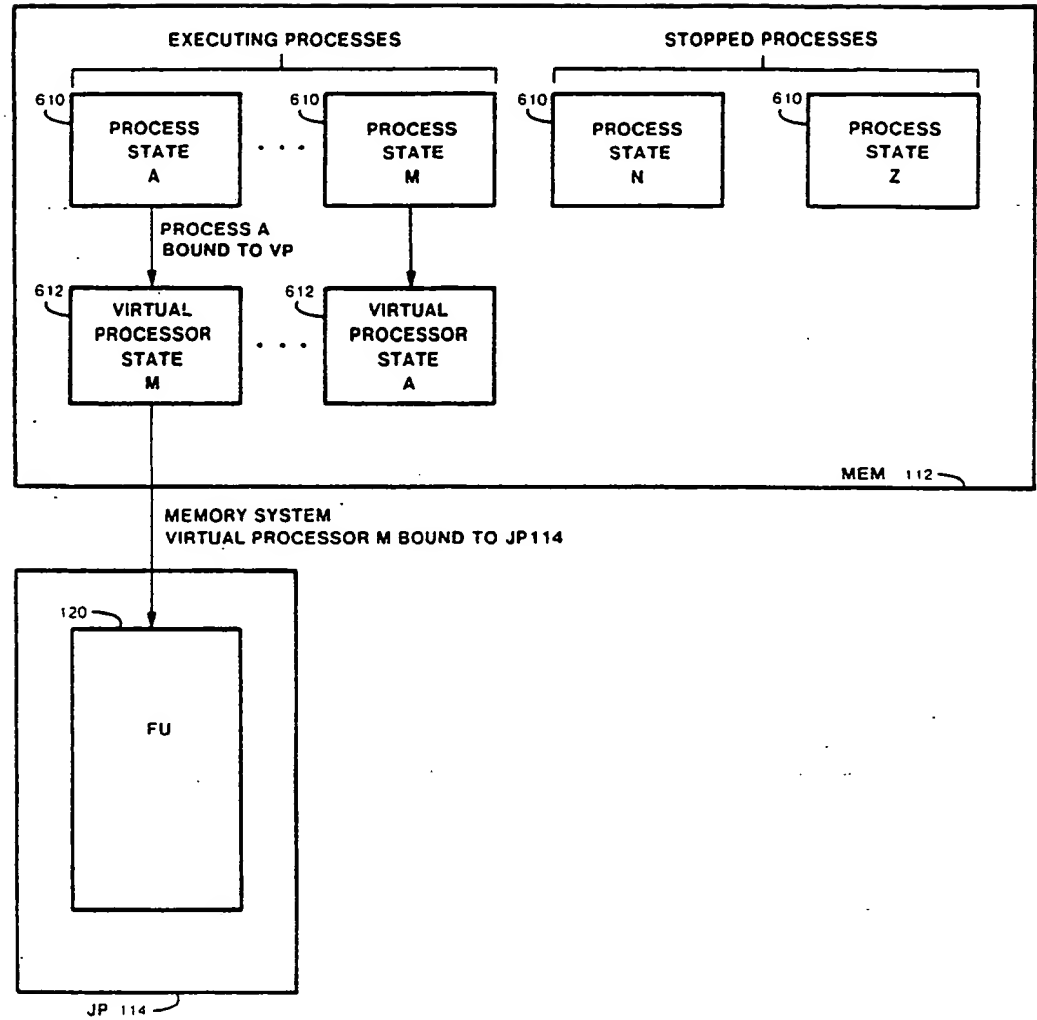 EXECUTING PROCESSES
STOPPED PROCESSES
610
PROCESS
STATE
A
. . .
610
PROCESS
STATE
M
610
PROCESS
STATE
N
610
PROCESS
STATE
Z
PROCESS A
BOUND TO VP
612
VIRTUAL
PROCESSOR
STATE
M
. . .
612
VIRTUAL
PROCESSOR
STATE
A
MEM 112
MEMORY SYSTEM
VIRTUAL PROCESSOR M BOUND TO JP114
120
FU
JP 114